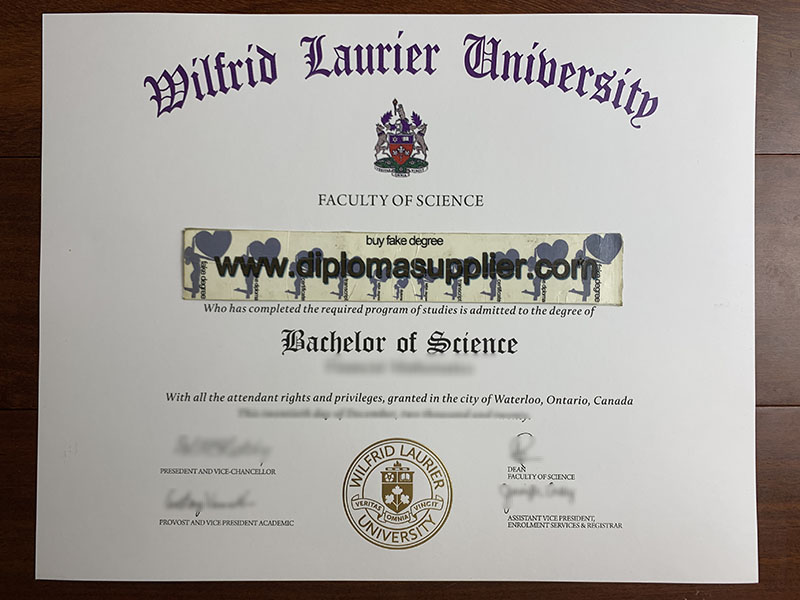 Wilfrid Laurier University
FACULTY OF SCIENCE
buy fake degree
www.diplomasupplier.com
Who has completed the required program of studies is admitted to the degree of
Bachelor of Science
With all the attendant rights and privileges, granted in the city of Waterloo, Ontario, Canada
PRESIDENT AND VICE-CHANCELLOR
DEAN
FACULTY OF SCIENCE
PROVOST AND VICE PRESIDENT ACADEMIC
ASSISTANT VICE PRESIDENT,
ENROLMENT SERVICES & REGISTRAR
WILFRID LAURIER
VERITAS OMNIA VINCIT
UNIVERSITY